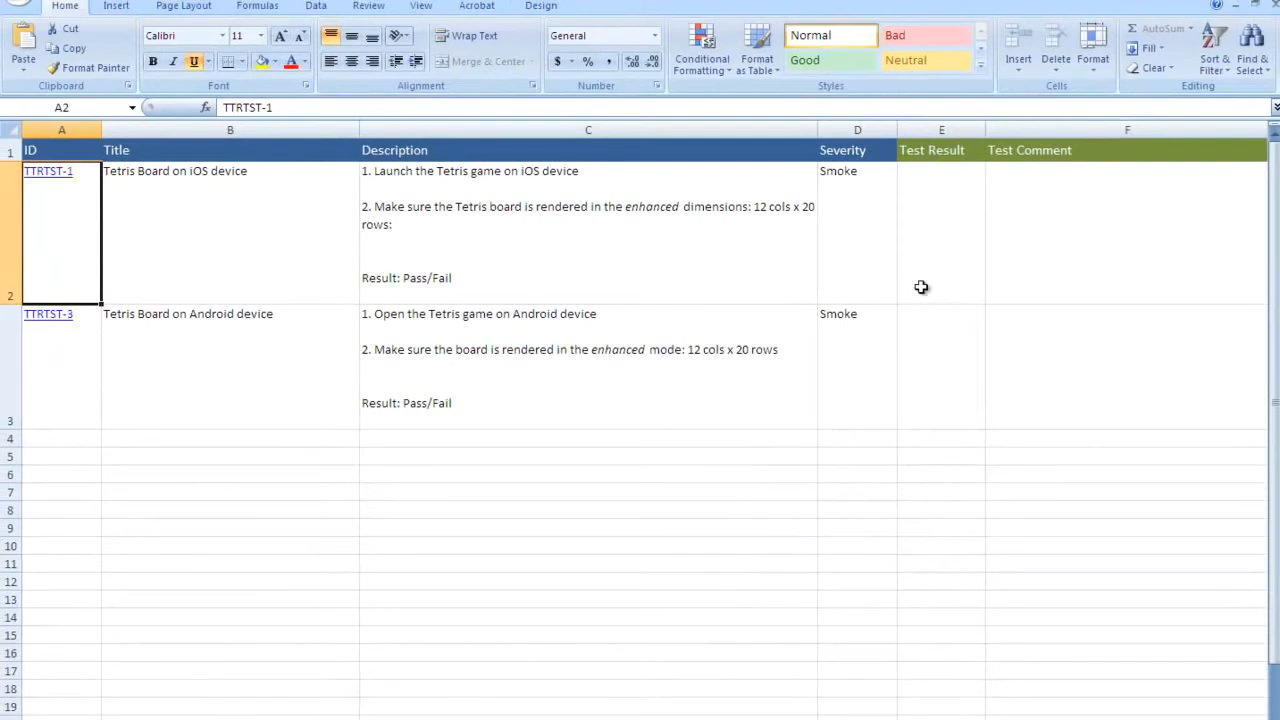 Home Insert Page Layout Formulas Data Review View Acrobat Design
Paste
Cut
Copy
Format Painter
Clipboard
Calibri 11
B I U
Font
Wrap Text
Merge & Center
Alignment
General
$ % ,
Number
Conditional Formatting
Format as Table
Normal Bad
Good Neutral
Styles
Insert Delete Format
Cells
Σ AutoSum
Fill
Clear
Sort & Filter
Find & Select
Editing
A2 fx TTRTST-1
A B C D E F
1 ID Title Description Severity Test Result Test Comment
TTRTST-1 Tetris Board on iOS device 1. Launch the Tetris game on iOS device Smoke
2. Make sure the Tetris board is rendered in the enhanced dimensions: 12 cols x 20
rows:
Result: Pass/Fail
2
TTRTST-3 Tetris Board on Android device 1. Open the Tetris game on Android device Smoke
2. Make sure the board is rendered in the enhanced mode: 12 cols x 20 rows
Result: Pass/Fail
3
4
5
6
7
8
9
10
11
12
13
14
15
16
17
18
19